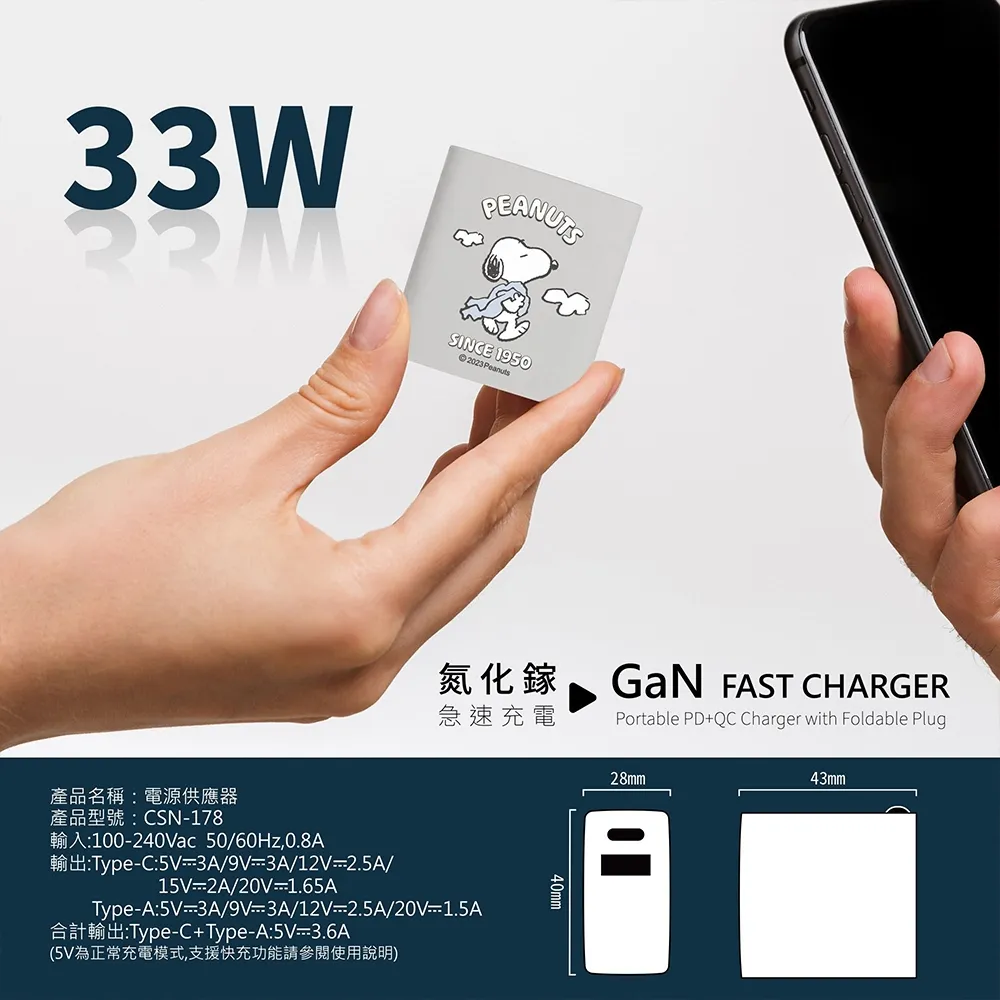 33W
PEANUTS
SINCE 1950
© 2023 Peanuts
氮化鎵
急速充電
GaN FAST CHARGER
Portable PD+QC Charger with Foldable Plug
產品名稱：電源供應器
產品型號：CSN-178
輸入:100-240Vac 50/60Hz,0.8A
輸出:Type-C:5V⎓3A/9V⎓3A/12V⎓2.5A/
15V⎓2A/20V⎓1.65A
Type-A:5V⎓3A/9V⎓3A/12V⎓2.5A/20V⎓1.5A
合計輸出:Type-C+Type-A:5V⎓3.6A
(5V為正常充電模式,支援快充功能請參閱使用說明)
28mm
43mm
40mm